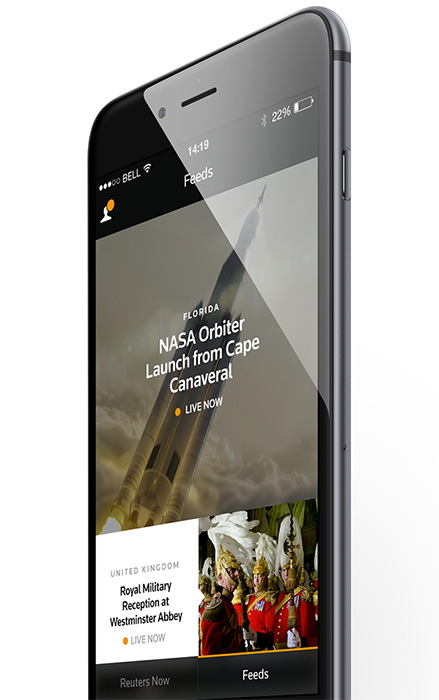 ●●●○○ BELL 14:19 22%
Feeds
FLORIDA
NASA Orbiter
Launch from Cape
Canaveral
LIVE NOW
UNITED KINGDOM
Royal Military
Reception at
Westminster Abbey
LIVE NOW
Reuters Now
Feeds